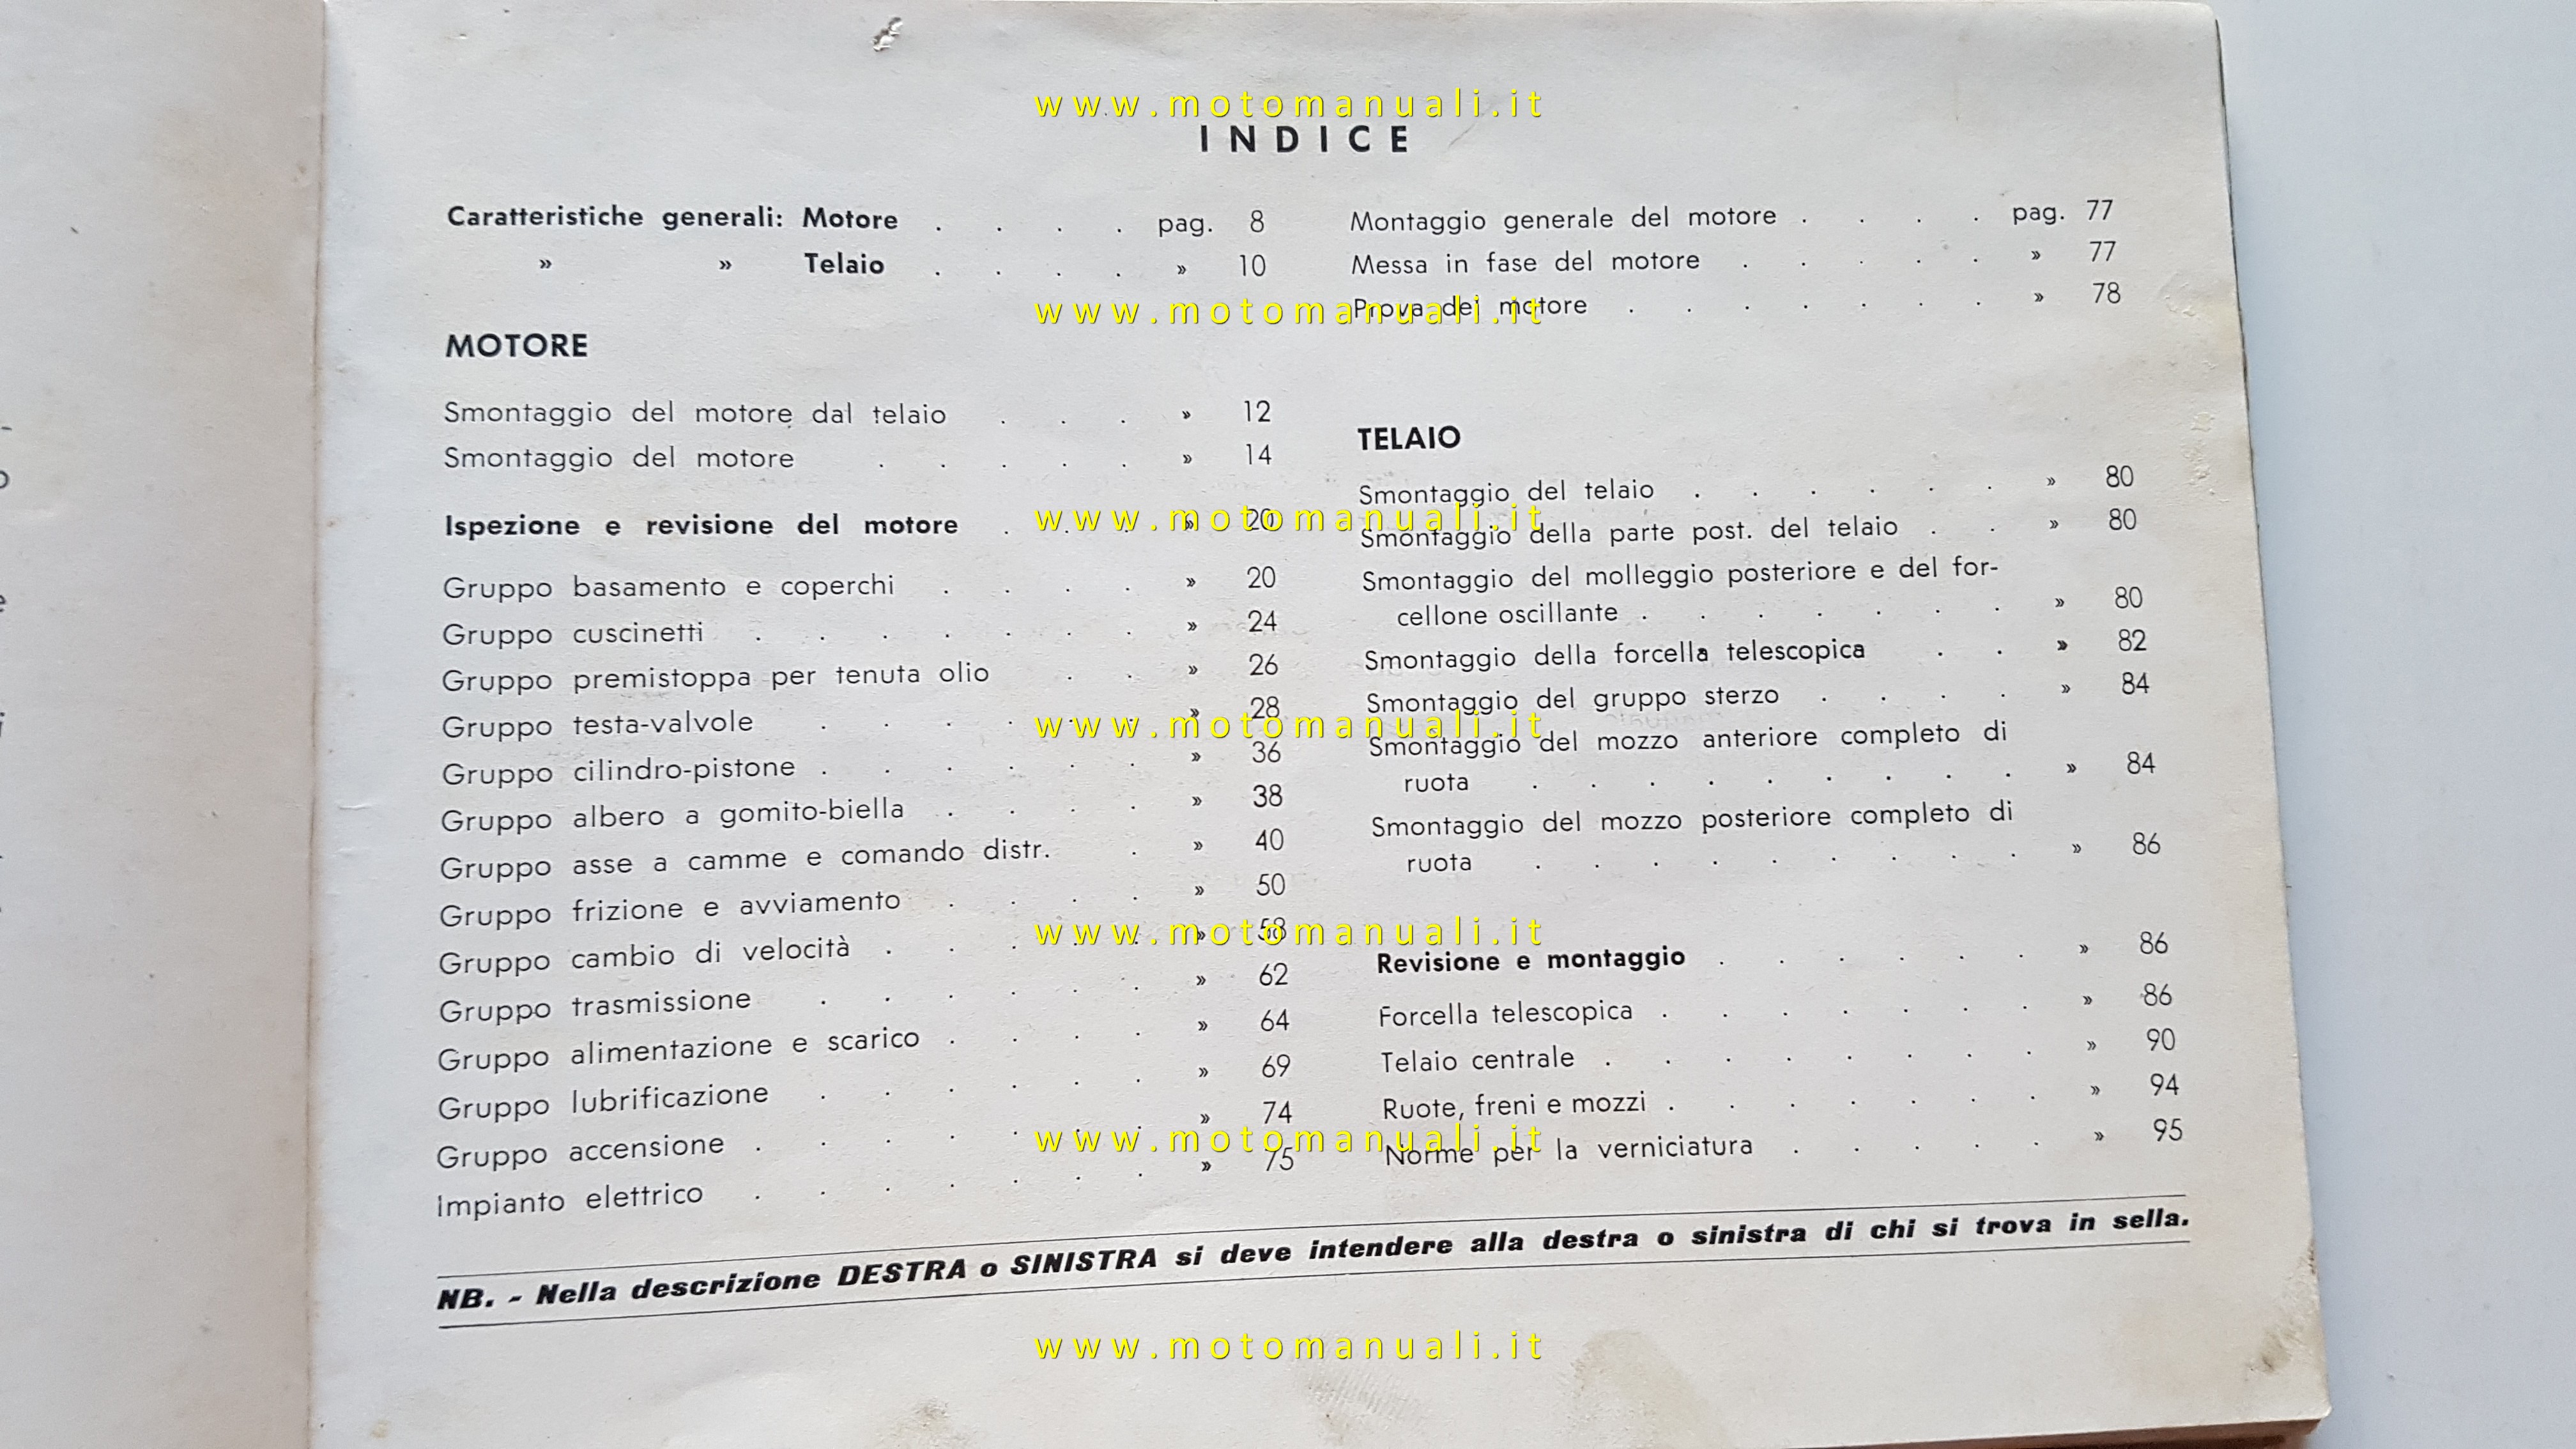 www.motomanuali.it
INDICE
Caratteristiche generali: Motore . . . . pag. 8
» » Telaio . . . . » 10
www.motomanuali.it
MOTORE
Smontaggio del motore dal telaio . . . » 12
Smontaggio del motore . . . . . » 14
Ispezione e revisione del motore . . . » 20
www.motomanuali.it
Gruppo basamento e coperchi . . . . » 20
Gruppo cuscinetti . . . . . . . » 24
Gruppo premistoppa per tenuta olio . . » 26
Gruppo testa-valvole . . . . . . » 28
www.motomanuali.it
Gruppo cilindro-pistone . . . . . . » 36
Gruppo albero a gomito-biella . . . . » 38
Gruppo asse a camme e comando distr. . » 40
Gruppo frizione e avviamento . . . . » 50
Gruppo cambio di velocità . . . . . » 58
www.motomanuali.it
Gruppo trasmissione . . . . . . » 62
Gruppo alimentazione e scarico . . . . » 64
Gruppo lubrificazione . . . . . . » 69
Gruppo accensione . . . . . . . » 74
www.motomanuali.it
Impianto elettrico . . . . . . . » 75
Montaggio generale del motore . . . . pag. 77
Messa in fase del motore . . . . . » 77
Prova del motore . . . . . . . » 78
TELAIO
Smontaggio del telaio . . . . . . » 80
Smontaggio della parte post. del telaio . . » 80
Smontaggio del molleggio posteriore e del for-
cellone oscillante . . . . . . . » 80
Smontaggio della forcella telescopica . . » 82
Smontaggio del gruppo sterzo . . . . » 84
Smontaggio del mozzo anteriore completo di
ruota . . . . . . . . . » 84
Smontaggio del mozzo posteriore completo di
ruota . . . . . . . . . » 86
Revisione e montaggio . . . . . . » 86
Forcella telescopica . . . . . . . » 86
Telaio centrale . . . . . . . . » 90
Ruote, freni e mozzi . . . . . . . » 94
Norme per la verniciatura . . . . . » 95
NB. - Nella descrizione DESTRA o SINISTRA si deve intendere alla destra o sinistra di chi si trova in sella.
www.motomanuali.it